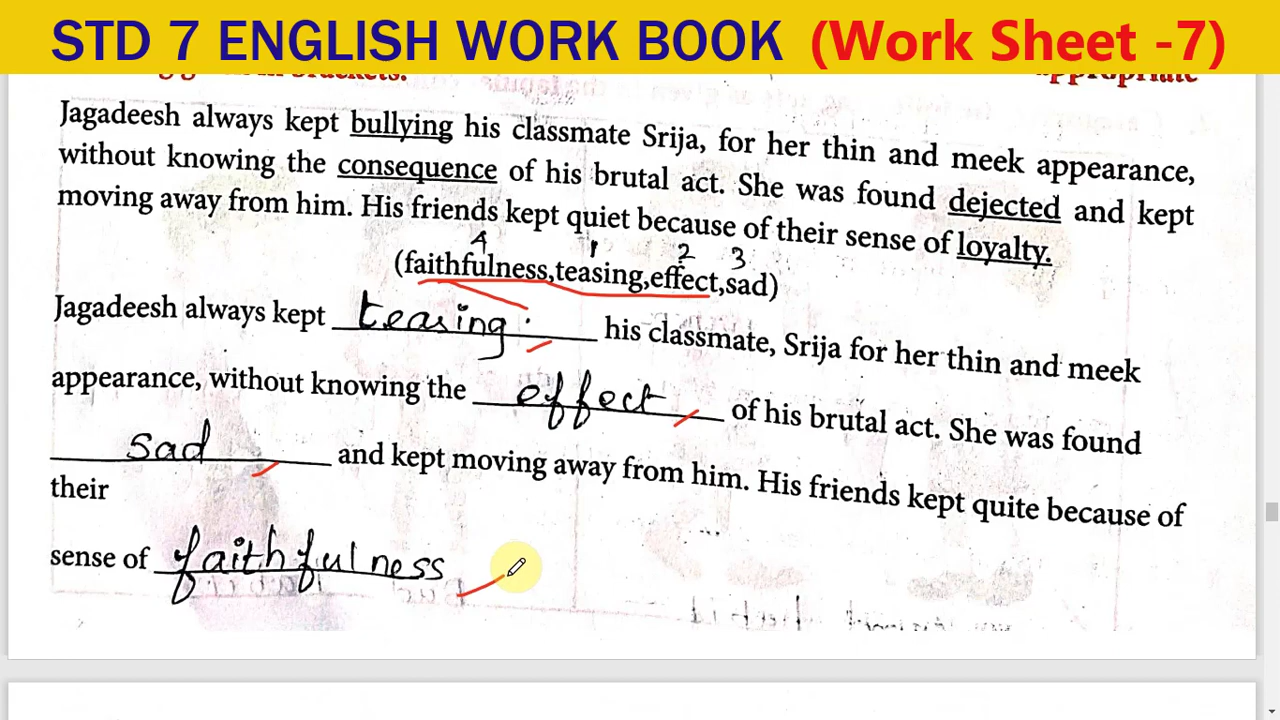 STD 7 ENGLISH WORK BOOK (Work Sheet -7)
Jagadeesh always kept bullying his classmate Srija, for her thin and meek appearance,
without knowing the consequence of his brutal act. She was found dejected and kept
moving away from him. His friends kept quiet because of their sense of loyalty.
4 1 2 3
(faithfulness,teasing,effect,sad)
Jagadeesh always kept teasing his classmate, Srija for her thin and meek
appearance, without knowing the effect of his brutal act. She was found
sad and kept moving away from him. His friends kept quite because of
their
sense of faithfulness